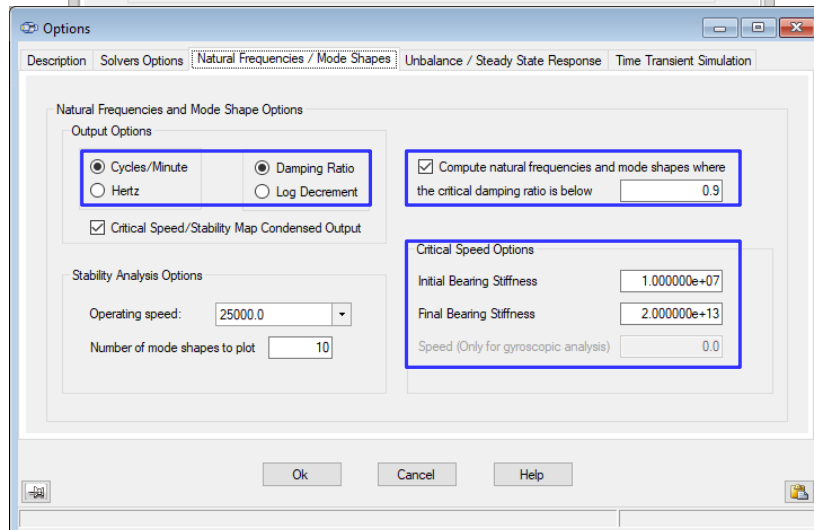 Options
Description Solvers Options Natural Frequencies / Mode Shapes Unbalance / Steady State Response Time Transient Simulation
Natural Frequencies and Mode Shape Options
Output Options
Cycles/Minute Damping Ratio
Hertz Log Decrement
Critical Speed/Stability Map Condensed Output
Compute natural frequencies and mode shapes where
the critical damping ratio is below 0.9
Stability Analysis Options
Operating speed: 25000.0
Number of mode shapes to plot 10
Critical Speed Options
Initial Bearing Stiffness 1.000000e+07
Final Bearing Stiffness 2.000000e+13
Speed (Only for gyroscopic analysis) 0.0
Ok Cancel Help